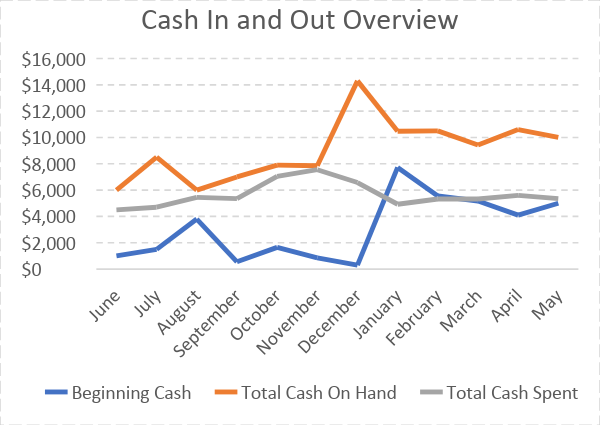 Cash In and Out Overview
$16,000
$14,000
$12,000
$10,000
$8,000
$6,000
$4,000
$2,000
$0
June
July
August
September
October
November
December
January
February
March
April
May
Beginning Cash
Total Cash On Hand
Total Cash Spent